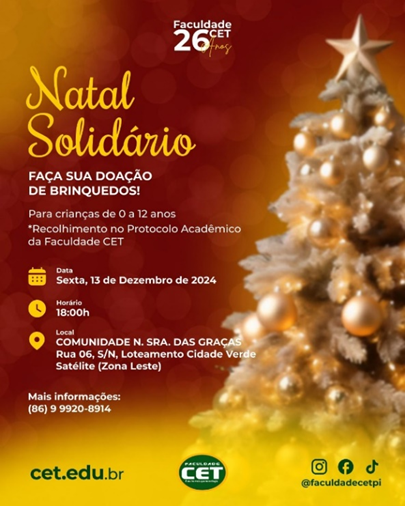 Faculdade
26 CET
Anos
Natal
Solidário
FAÇA SUA DOAÇÃO
DE BRINQUEDOS!
Para crianças de 0 a 12 anos
*Recolhimento no Protocolo Acadêmico
da Faculdade CET
Data
Sexta, 13 de Dezembro de 2024
Horário
18:00h
Local
COMUNIDADE N. SRA. DAS GRAÇAS
Rua 06, S/N, Loteamento Cidade Verde
Satélite (Zona Leste)
Mais informações:
(86) 9 9920-8914
cet.edu.br
FACULDADE
CET
@faculdadecetpi